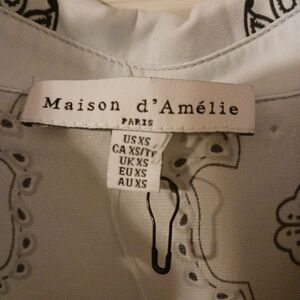 Maison d'Amélie
PARIS
US XS
CA XS/TP
UK XS
EU XS
AU XS